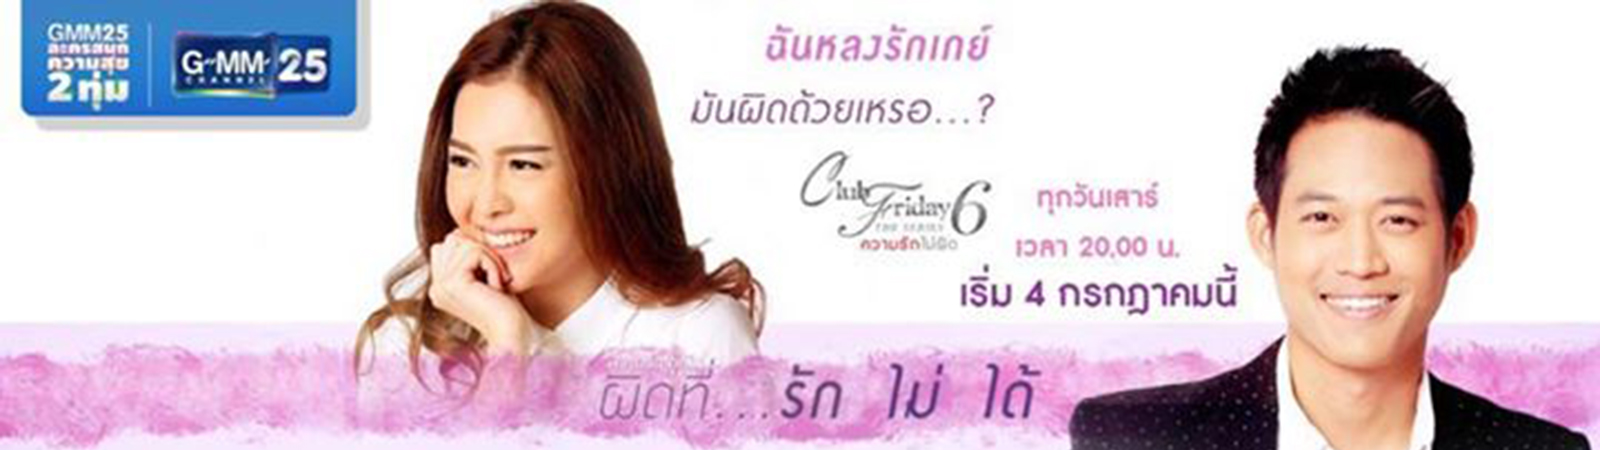 GMM25
ละครสนุก
ความสุข
2 ทุ่ม
GMM 25
CHANNEL
ฉันหลงรักเกย์
มันผิดด้วยเหรอ...?
Club Friday 6
THE SERIES
ความรักไม่ผิด
ทุกวันเสาร์
เวลา 20.00 น.
เริ่ม 4 กรกฎาคมนี้
ผิดที่...รัก ไม่ ได้